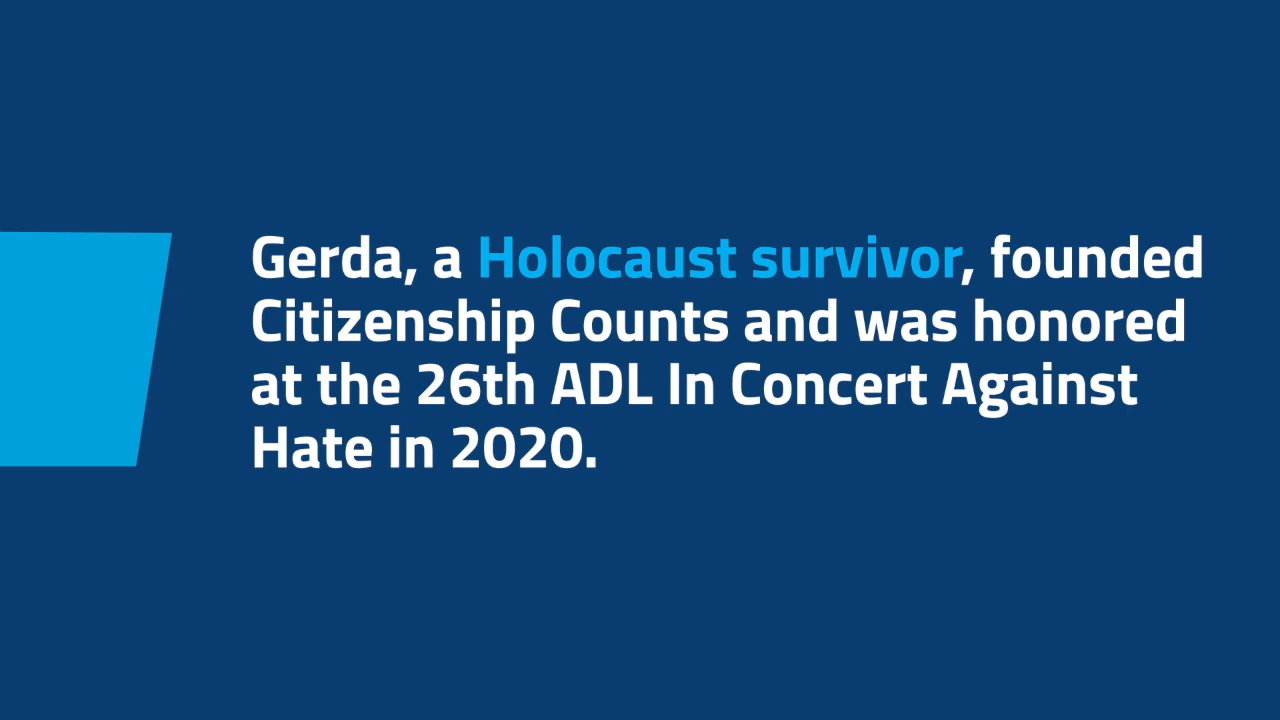 Gerda, a Holocaust survivor, founded
Citizenship Counts and was honored
at the 26th ADL In Concert Against
Hate in 2020.